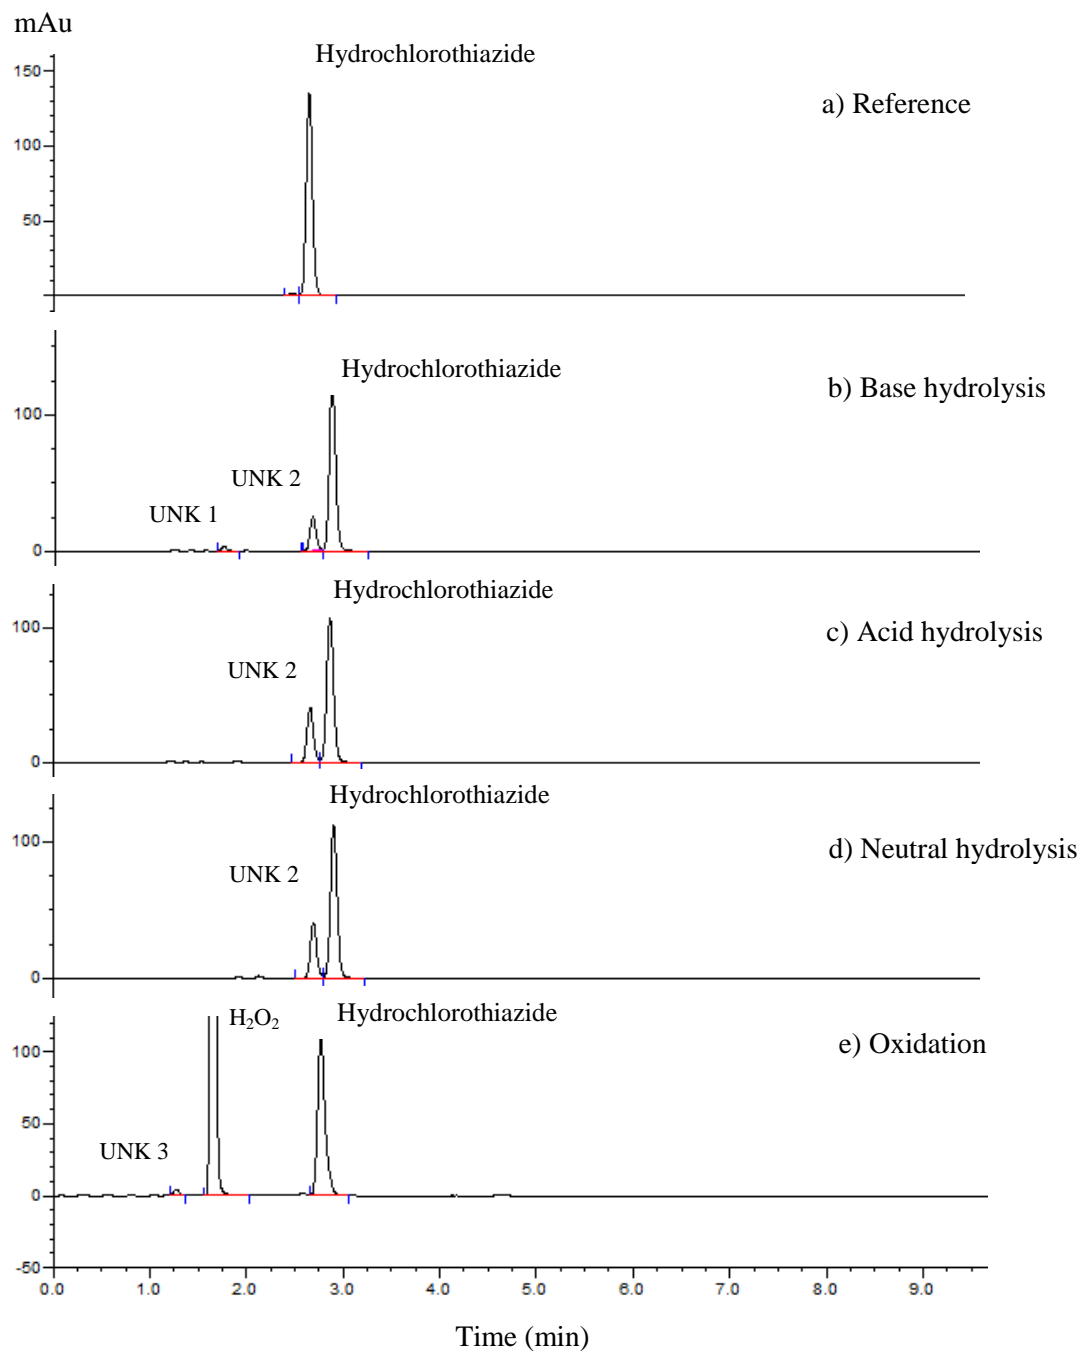 mAu
Hydrochlorothiazide
150
a) Reference
100
50
Hydrochlorothiazide
b) Base hydrolysis
100
UNK 2
UNK 1
0
Hydrochlorothiazide
100
c) Acid hydrolysis
UNK 2
0
Hydrochlorothiazide
100
d) Neutral hydrolysis
UNK 2
0
H₂O₂
Hydrochlorothiazide
e) Oxidation
100
50
UNK 3
0
-50
0.0 1.0 2.0 3.0 4.0 5.0 6.0 7.0 8.0 9.0
Time (min)